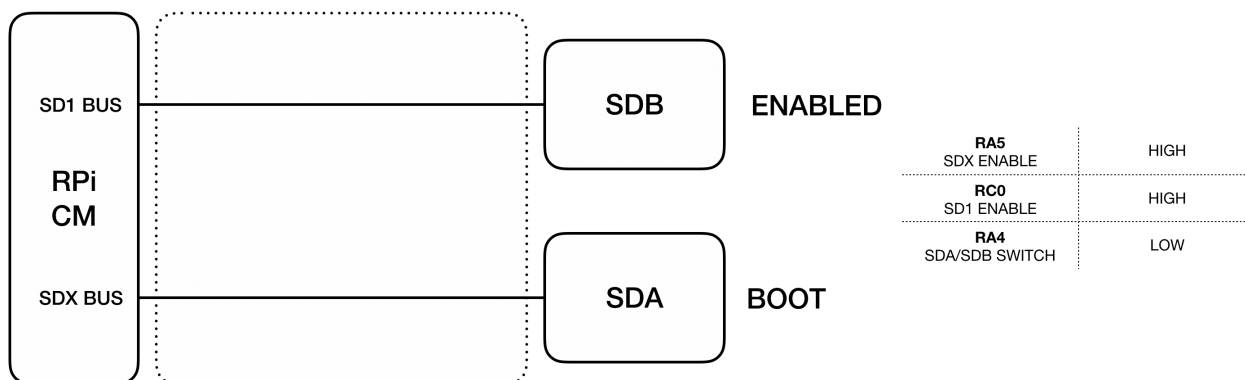 SD1 BUS
RPi
CM
SDX BUS
SDB
ENABLED
SDA
BOOT
RA5
SDX ENABLE
HIGH
RC0
SD1 ENABLE
HIGH
RA4
SDA/SDB SWITCH
LOW